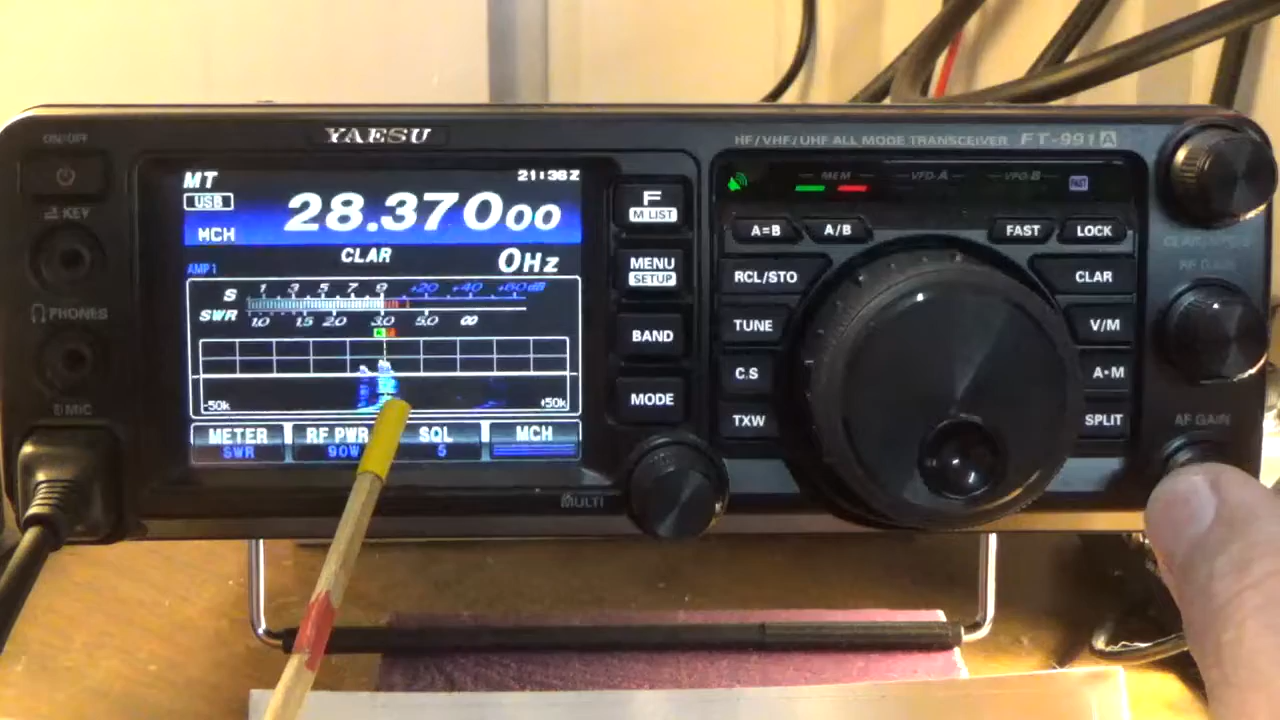 YAESU
ON/OFF
KEY
PHONES
MIC
MT
21:36Z
USB
28.370.00
MCH
CLAR
0Hz
AMP1
S 1 3 5 7 9 +20 +40 +60dB
SWR 1.0 1.5 2.0 3.0 5.0 ∞
-50k
+50k
METER
SWR
RF PWR
90W
SQL
5
MCH
F
M LIST
MENU
SETUP
BAND
MODE
MULTI
HF/VHF/UHF ALL MODE TRANSCEIVER FT-991A
MEM
VFO-A
VFO-B
FAST
A=B
A/B
FAST
LOCK
RCL/STO
CLAR
TUNE
V/M
C.S
A▸M
TXW
SPLIT
RF GAIN
AF GAIN